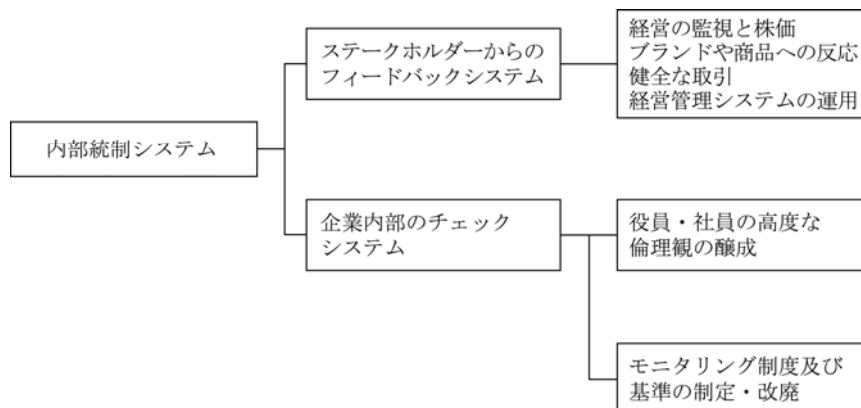 内部統制システム
ステークホルダーからの
フィードバックシステム
経営の監視と株価
ブランドや商品への反応
健全な取引
経営管理システムの運用
企業内部のチェック
システム
役員・社員の高度な
倫理観の醸成
モニタリング制度及び
基準の制定・改廃